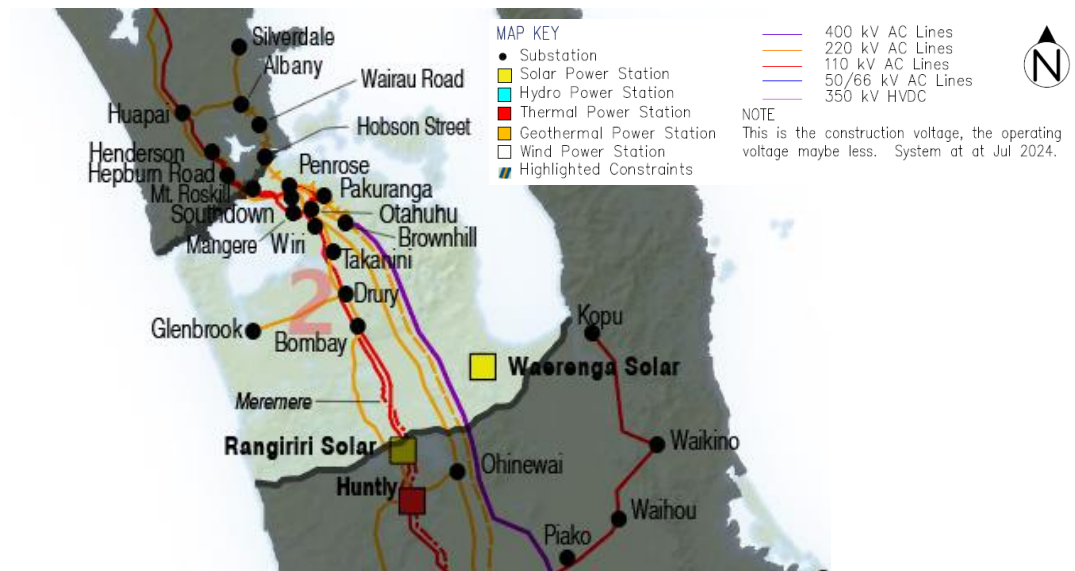 MAP KEY
Substation
Solar Power Station
Hydro Power Station
Thermal Power Station
Geothermal Power Station
Wind Power Station
Highlighted Constraints
400 kV AC Lines
220 kV AC Lines
110 kV AC Lines
50/66 kV AC Lines
350 kV HVDC
NOTE
This is the construction voltage, the operating
voltage maybe less. System at at Jul 2024.
N
Silverdale
Albany
Wairau Road
Huapai
Hobson Street
Henderson
Hepburn Road
Penrose
Mt. Roskill
Pakuranga
Southdown
Otahuhu
Mangere
Wiri
Brownhill
Takanini
2
Drury
Glenbrook
Bombay
Kopu
Waerenga Solar
Meremere
Rangiriri Solar
Waikino
Ohinewai
Huntly
Waihou
Piako